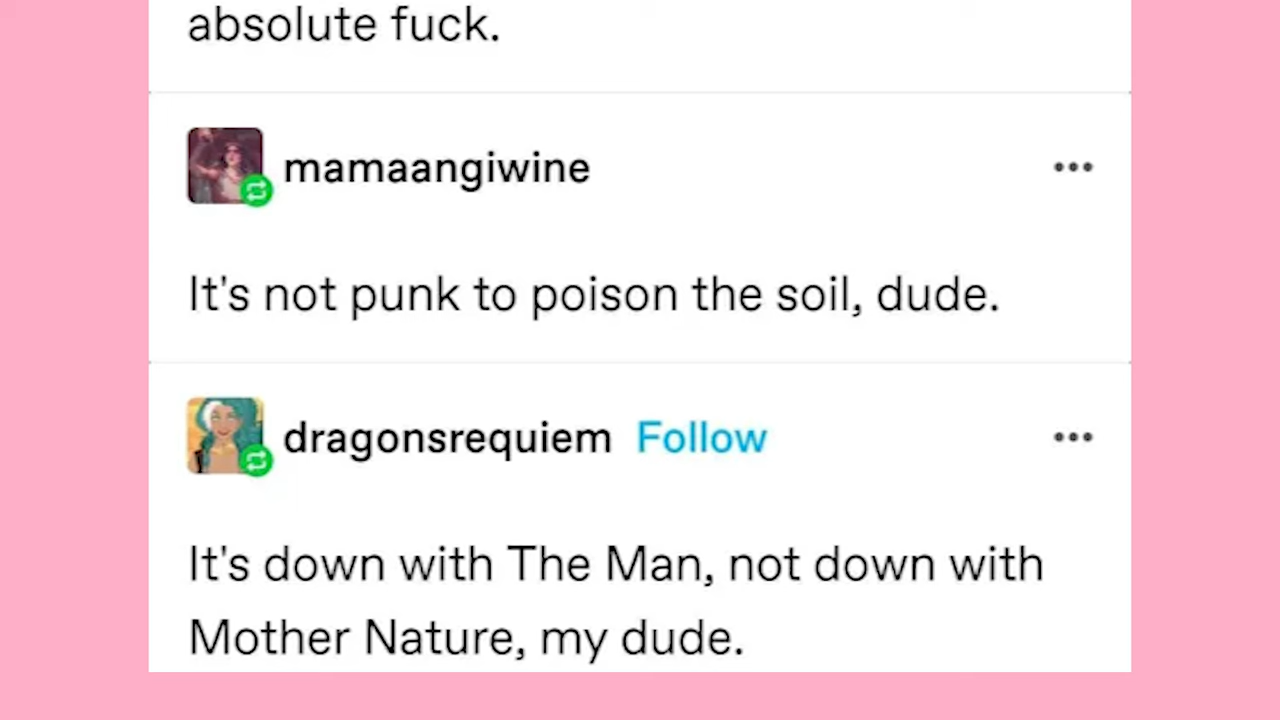 absolute fuck.
mamaangiwine
It's not punk to poison the soil, dude.
dragonsrequiem Follow
It's down with The Man, not down with
Mother Nature, my dude.